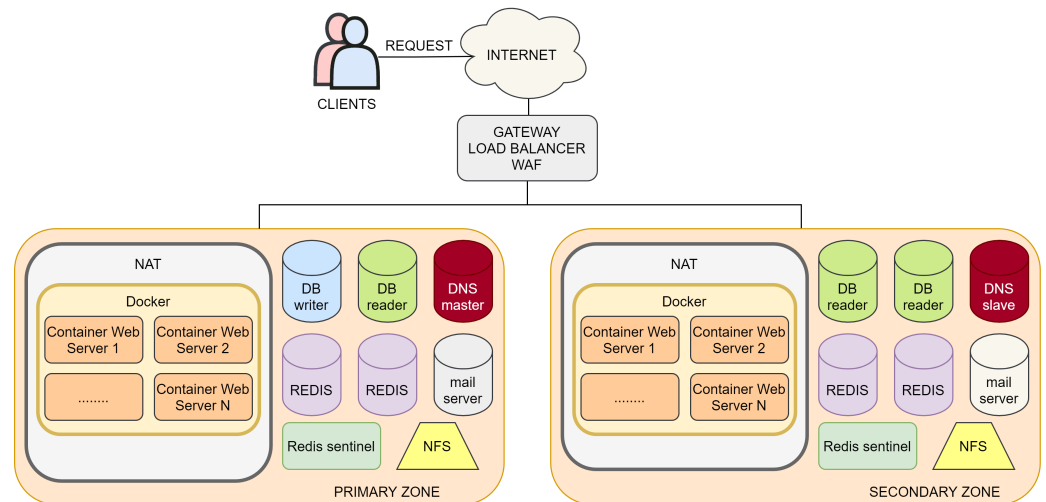 REQUEST
INTERNET
CLIENTS
GATEWAY
LOAD BALANCER
WAF
NAT
Docker
Container Web
Server 1
Container Web
Server 2
........
Container Web
Server N
DB
writer
DB
reader
DNS
master
REDIS
REDIS
mail
server
Redis sentinel
NFS
PRIMARY ZONE
NAT
Docker
Container Web
Server 1
Container Web
Server 2
........
Container Web
Server N
DB
reader
DB
reader
DNS
slave
REDIS
REDIS
mail
server
Redis sentinel
NFS
SECONDARY ZONE